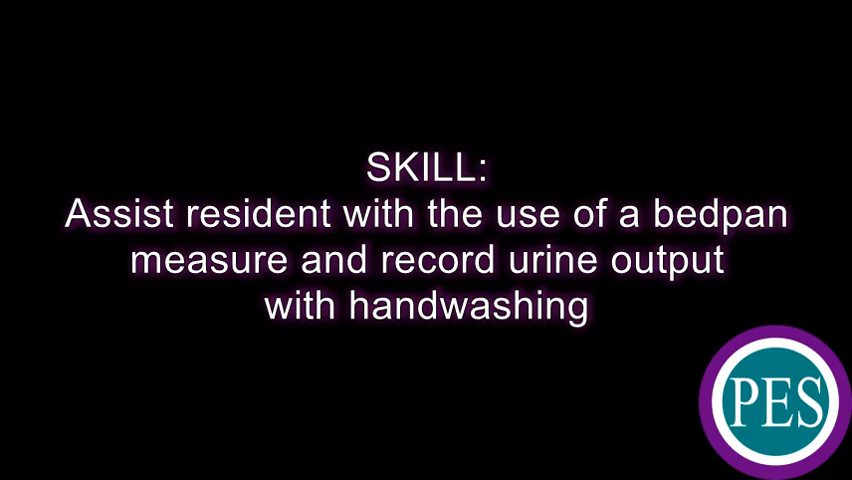 SKILL:
Assist resident with the use of a bedpan
measure and record urine output
with handwashing
PES